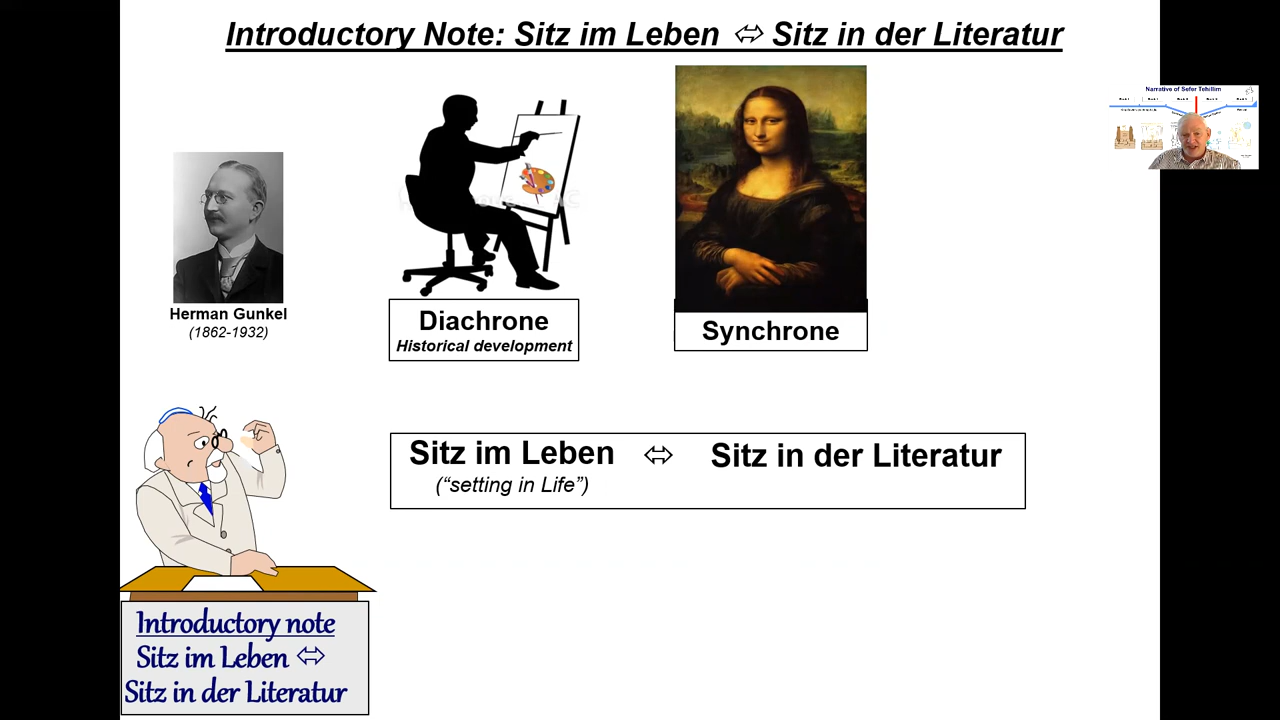 Introductory Note: Sitz im Leben ⬄ Sitz in der Literatur
Narrative of Sefer Tehillim
Herman Gunkel
(1862-1932)
Diachrone
Historical development
Synchrone
Sitz im Leben ⬄ Sitz in der Literatur
("setting in Life")
Introductory note
Sitz im Leben ⬄
Sitz in der Literatur